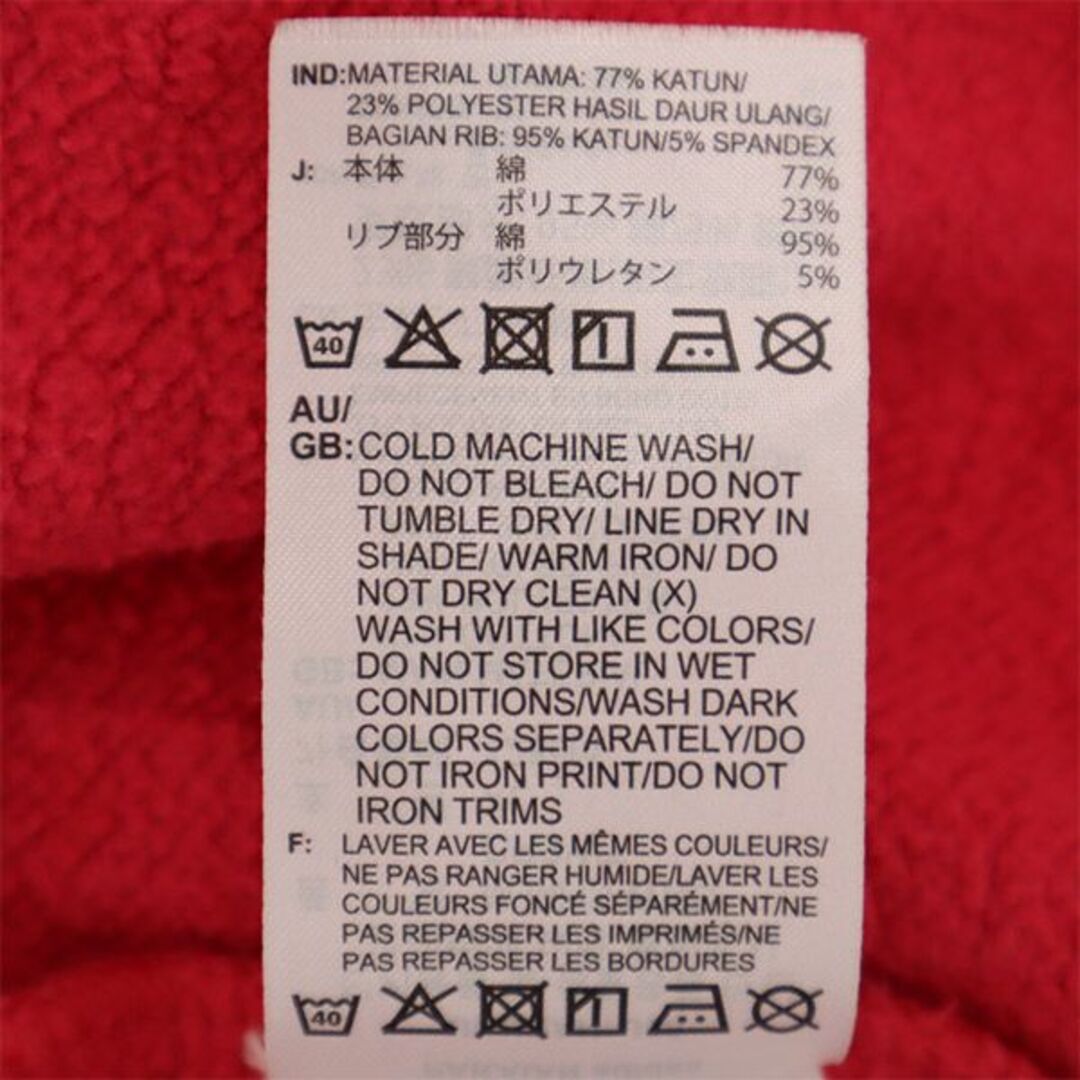 IND:MATERIAL UTAMA: 77% KATUN/
23% POLYESTER HASIL DAUR ULANG/
BAGIAN RIB: 95% KATUN/5% SPANDEX
J: 本体 綿 77%
ポリエステル 23%
リブ部分 綿 95%
ポリウレタン 5%
40
AU/
GB:COLD MACHINE WASH/
DO NOT BLEACH/ DO NOT
TUMBLE DRY/ LINE DRY IN
SHADE/ WARM IRON/ DO
NOT DRY CLEAN (X)
WASH WITH LIKE COLORS/
DO NOT STORE IN WET
CONDITIONS/WASH DARK
COLORS SEPARATELY/DO
NOT IRON PRINT/DO NOT
IRON TRIMS
F: LAVER AVEC LES MÊMES COULEURS/
NE PAS RANGER HUMIDE/LAVER LES
COULEURS FONCÉ SÉPARÉMENT/NE
PAS REPASSER LES IMPRIMÉS/NE
PAS REPASSER LES BORDURES
40